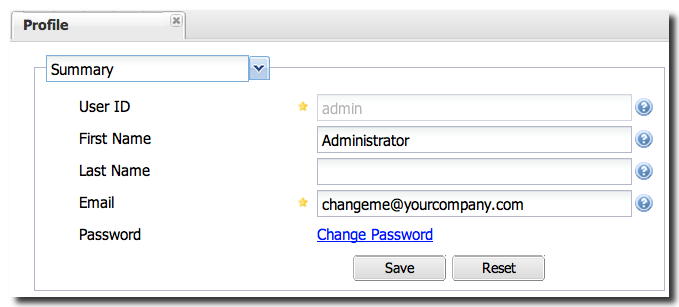 Profile
Summary
User ID admin
First Name Administrator
Last Name
Email changeme@yourcompany.com
Password Change Password
Save Reset